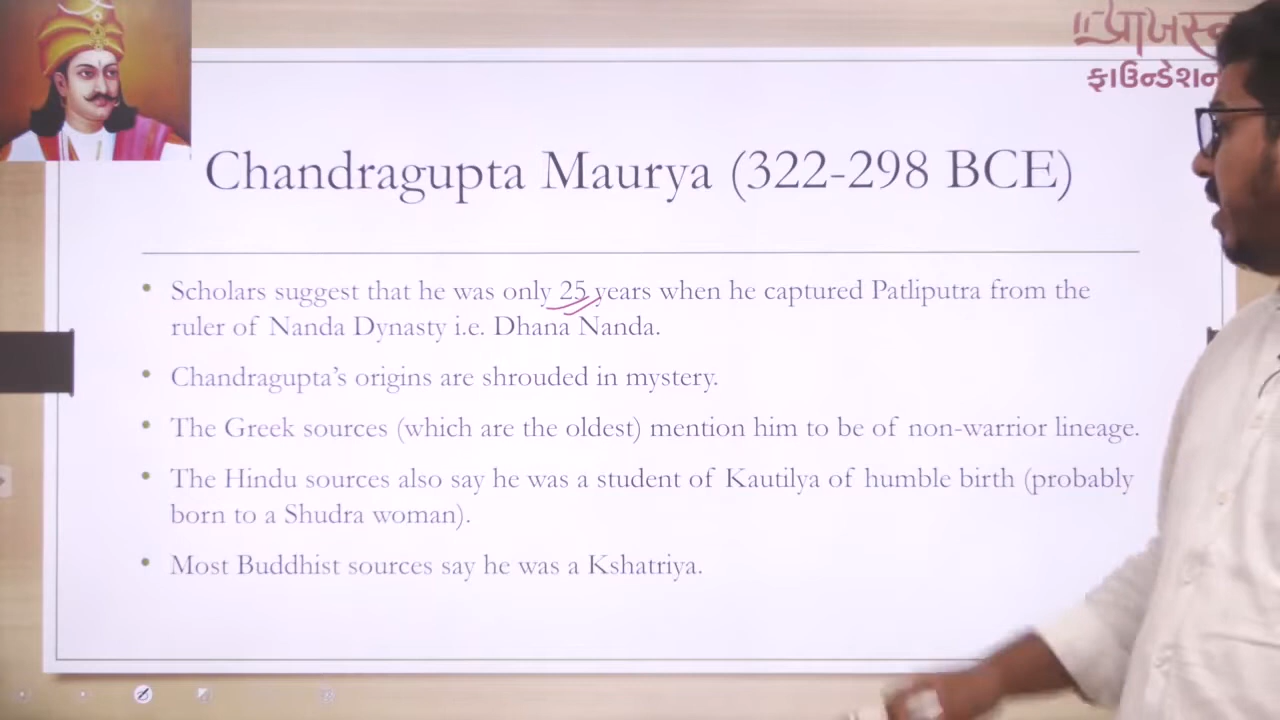 ફાઉન્ડેશન
Chandragupta Maurya (322-298 BCE)
• Scholars suggest that he was only 25 years when he captured Patliputra from the
ruler of Nanda Dynasty i.e. Dhana Nanda.
• Chandragupta's origins are shrouded in mystery.
• The Greek sources (which are the oldest) mention him to be of non-warrior lineage.
• The Hindu sources also say he was a student of Kautilya of humble birth (probably
born to a Shudra woman).
• Most Buddhist sources say he was a Kshatriya.